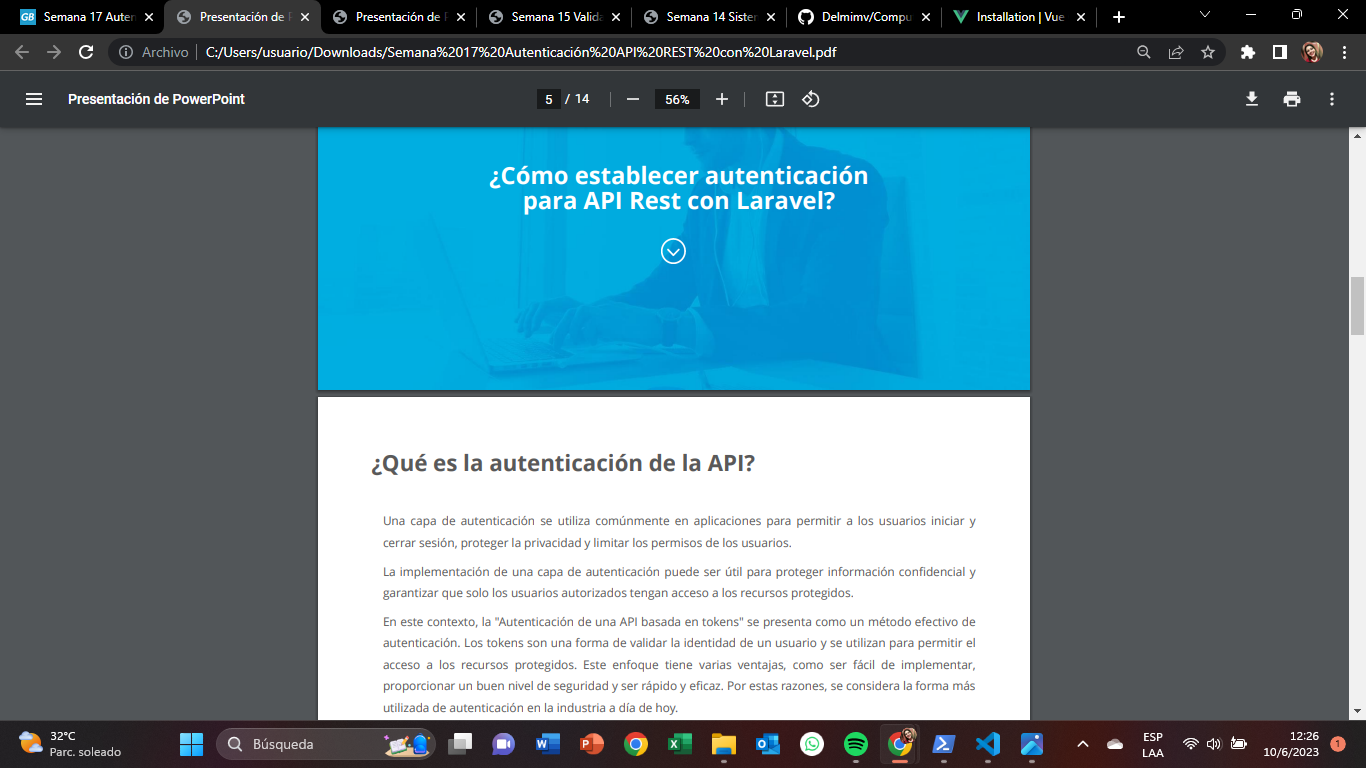 GB Semana 17 Auten
Presentación de P
Presentación de P
Semana 15 Valida
Semana 14 Sister
Delmimv/Compu
Installation | Vue
Archivo
C:/Users/usuario/Downloads/Semana%2017%20Autenticación%20API%20REST%20con%20Laravel.pdf
Presentación de PowerPoint
5 / 14
56%
¿Cómo establecer autenticación
para API Rest con Laravel?
¿Qué es la autenticación de la API?
Una capa de autenticación se utiliza comúnmente en aplicaciones para permitir a los usuarios iniciar y
cerrar sesión, proteger la privacidad y limitar los permisos de los usuarios.
La implementación de una capa de autenticación puede ser útil para proteger información confidencial y
garantizar que solo los usuarios autorizados tengan acceso a los recursos protegidos.
En este contexto, la "Autenticación de una API basada en tokens" se presenta como un método efectivo de
autenticación. Los tokens son una forma de validar la identidad de un usuario y se utilizan para permitir el
acceso a los recursos protegidos. Este enfoque tiene varias ventajas, como ser fácil de implementar,
proporcionar un buen nivel de seguridad y ser rápido y eficaz. Por estas razones, se considera la forma más
utilizada de autenticación en la industria a día de hoy.
32°C
Parc. soleado
Búsqueda
ESP
LAA
12:26
10/6/2023
1